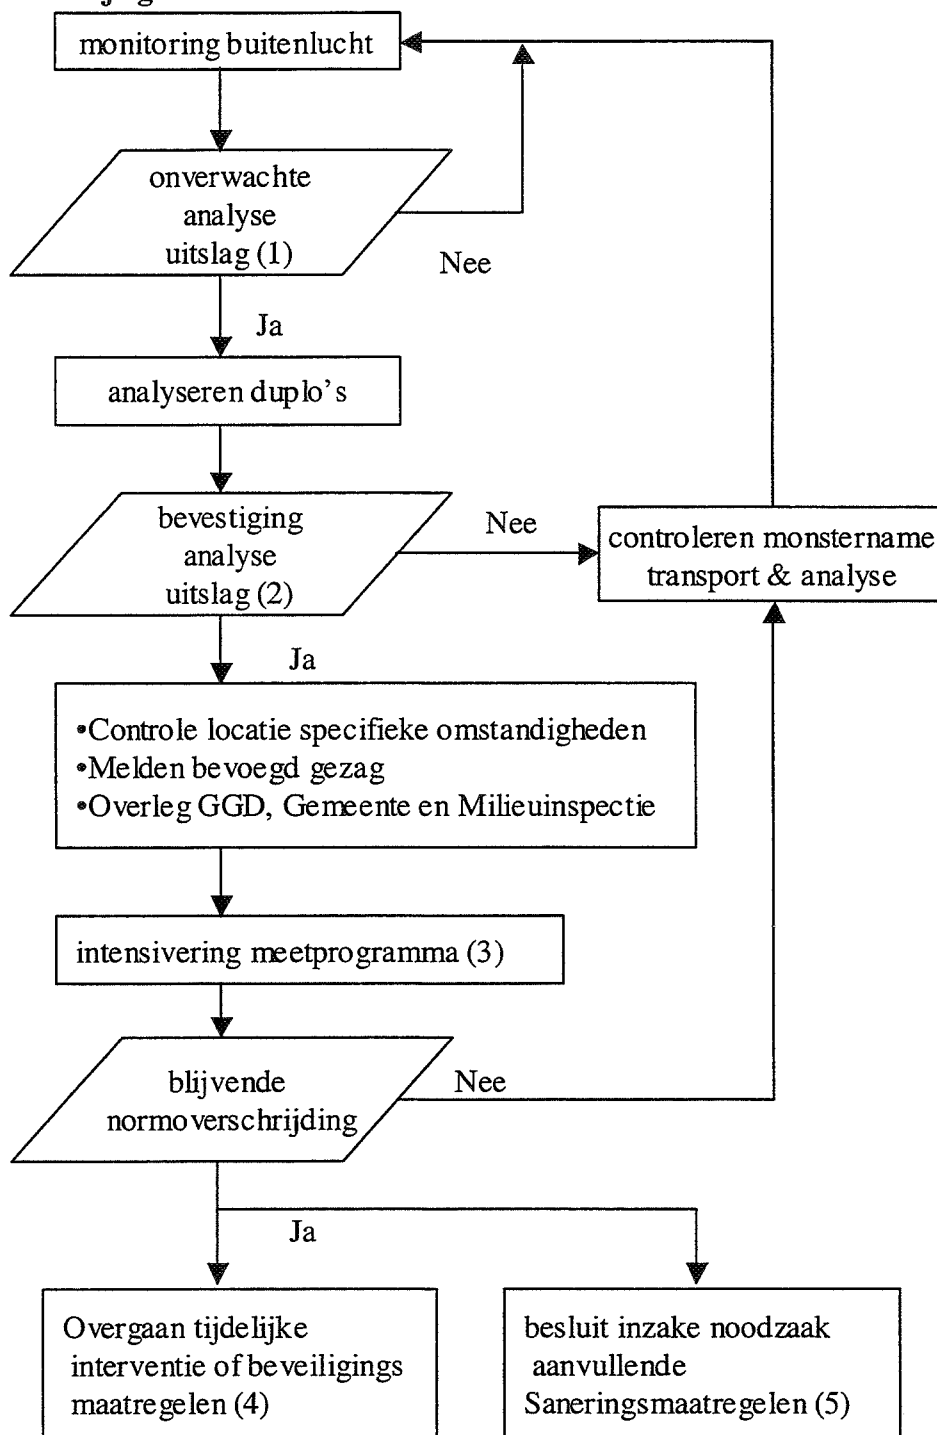 monitoring buitenlucht
onverwachte
analyse
uitslag (1)
Nee
Ja
analyseren duplo's
bevestiging
analyse
uitslag (2)
Nee
controleren monstername
transport & analyse
Ja
•Controle locatie specifieke omstandigheden
•Melden bevoegd gezag
•Overleg GGD, Gemeente en Milieuinspectie
intensivering meetprogramma (3)
blijvende
normoverschrijding
Nee
Ja
Overgaan tijdelijke
interventie of beveiligings
maatregelen (4)
besluit inzake noodzaak
aanvullende
Saneringsmaatregelen (5)